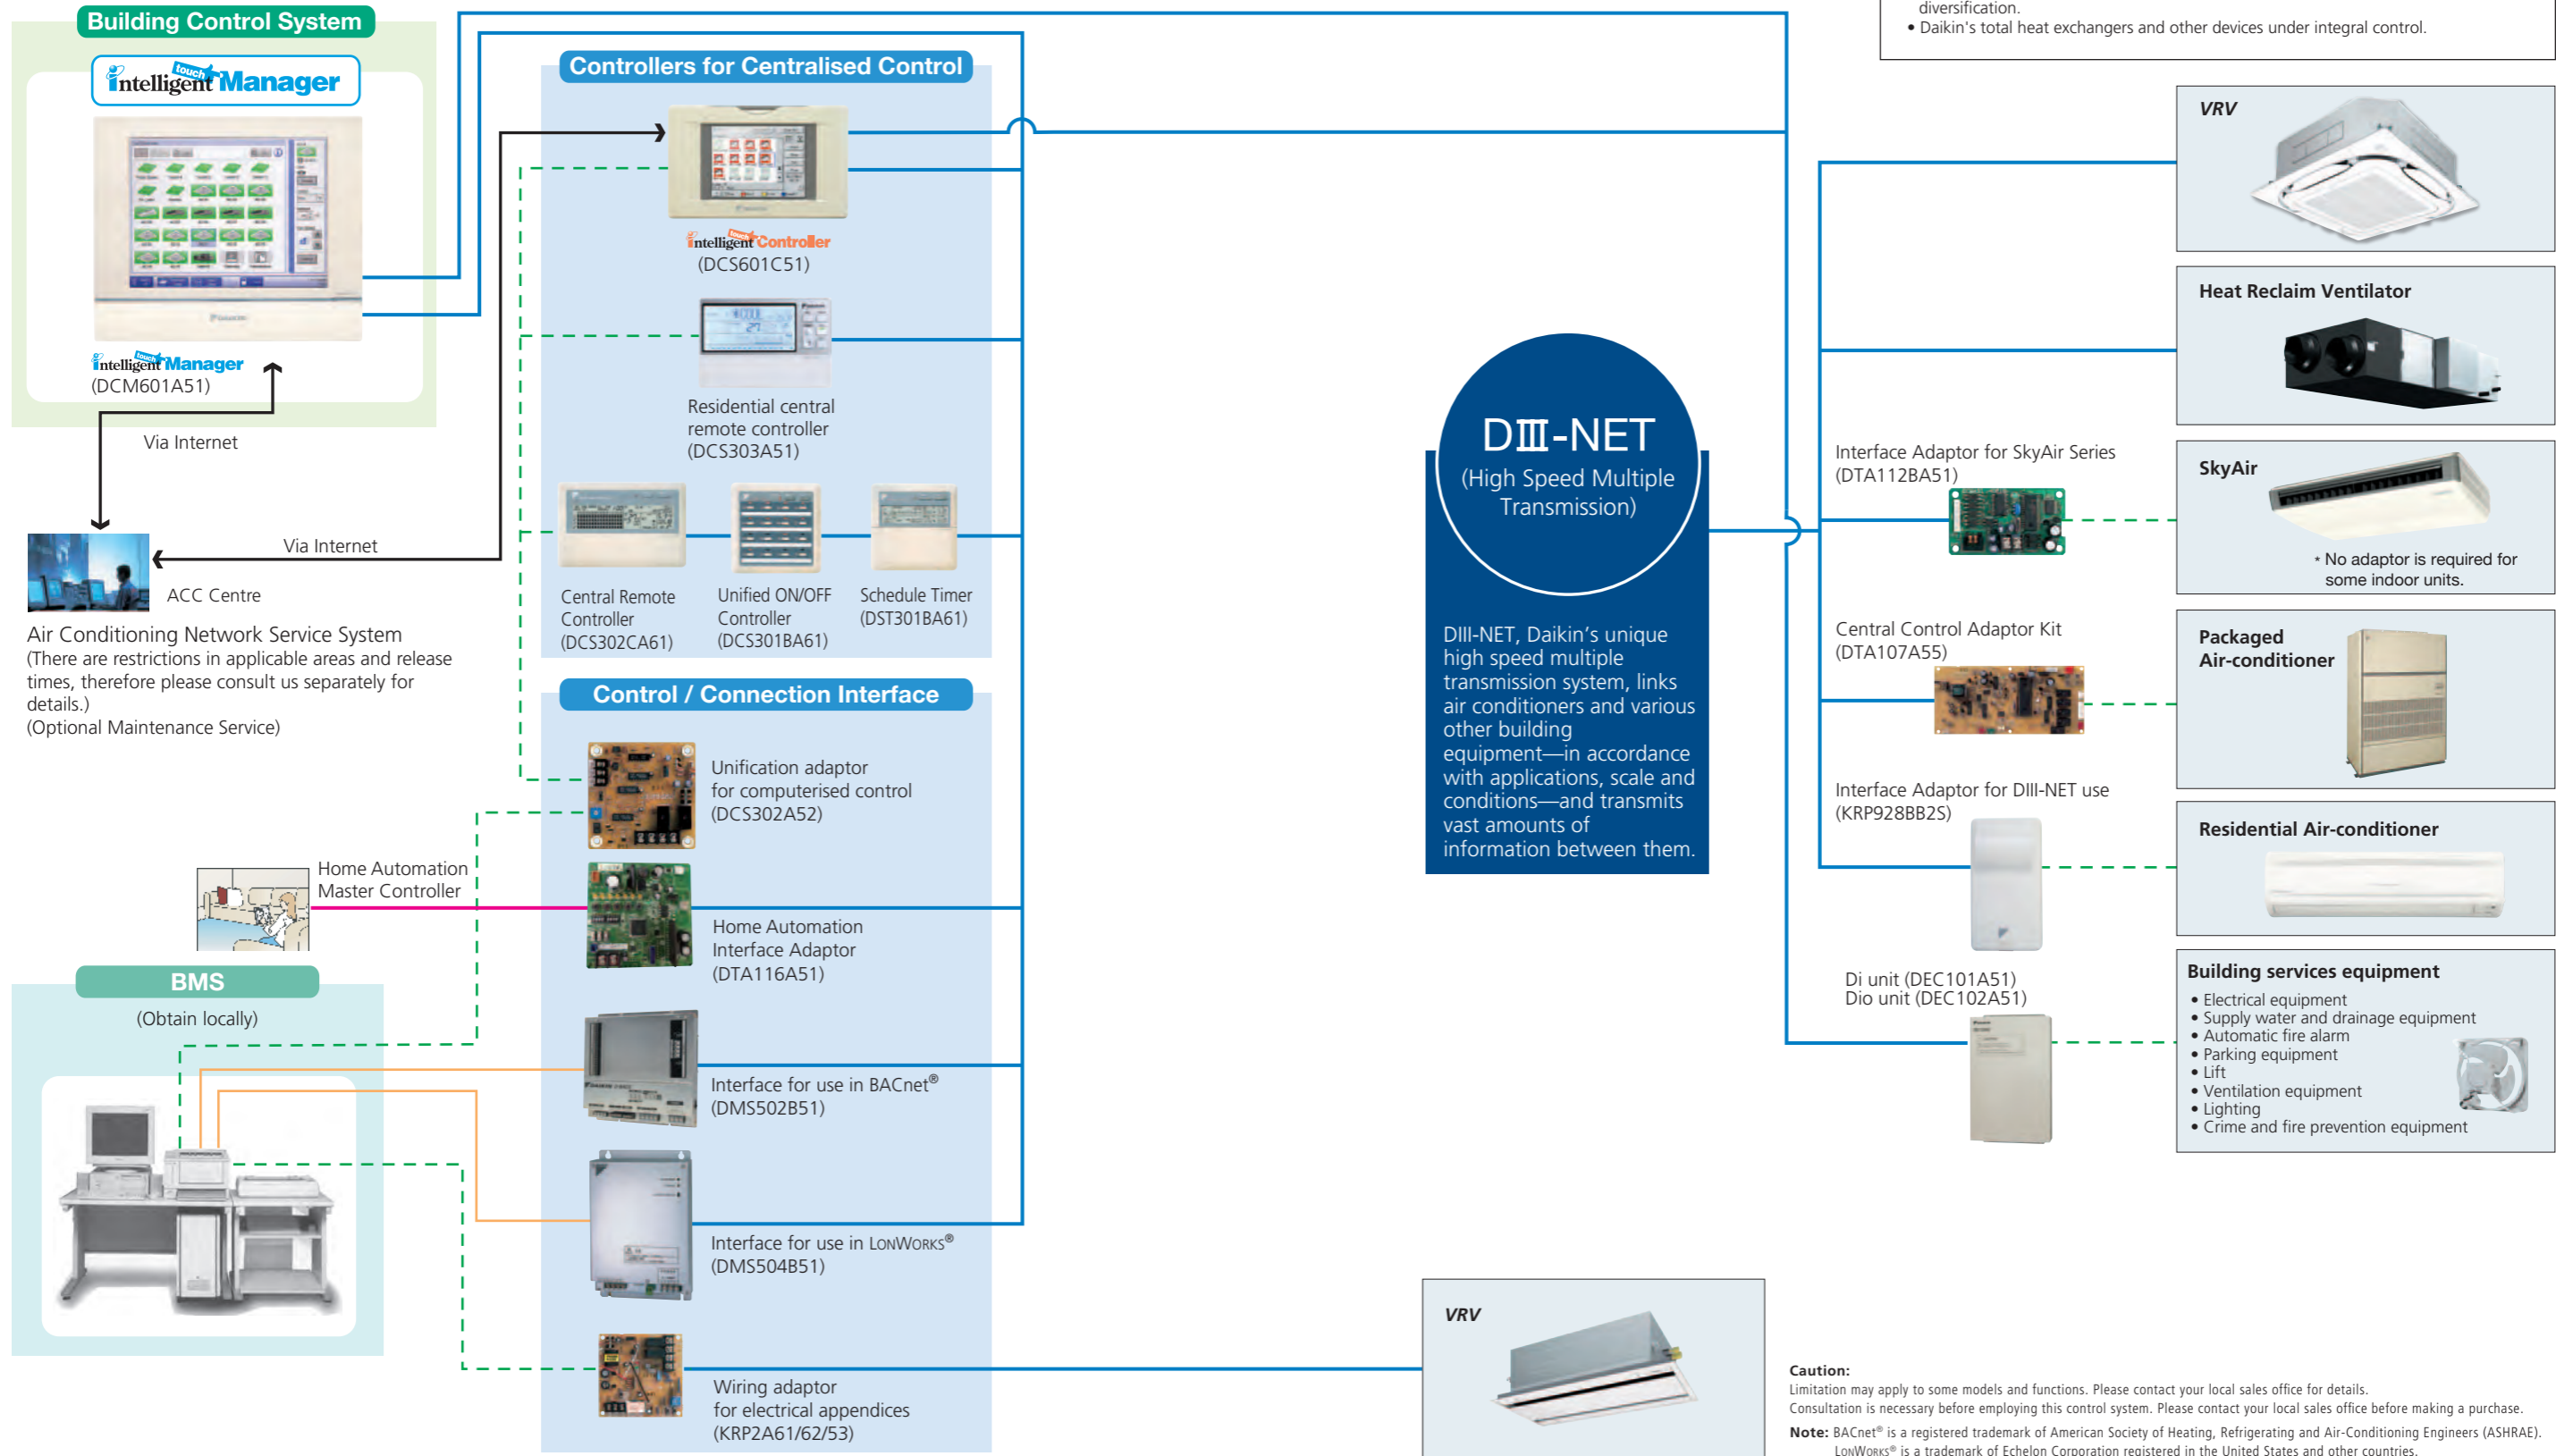 Building Control System
intelligent touch Manager
intelligent touch Manager
(DCM601A51)
Via Internet
Via Internet
ACC Centre
Air Conditioning Network Service System
(There are restrictions in applicable areas and release
times, therefore please consult us separately for
details.)
(Optional Maintenance Service)
Home Automation
Master Controller
BMS
(Obtain locally)
Controllers for Centralised Control
intelligent touch Controller
(DCS601C51)
Residential central
remote controller
(DCS303A51)
Central Remote
Controller
(DCS302CA61)
Unified ON/OFF
Controller
(DCS301BA61)
Schedule Timer
(DST301BA61)
Control / Connection Interface
Unification adaptor
for computerised control
(DCS302A52)
Home Automation
Interface Adaptor
(DTA116A51)
Interface for use in BACnet®
(DMS502B51)
Interface for use in LONWORKS®
(DMS504B51)
Wiring adaptor
for electrical appendices
(KRP2A61/62/53)
DIII-NET
(High Speed Multiple
Transmission)
DIII-NET, Daikin's unique
high speed multiple
transmission system, links
air conditioners and various
other building
equipment—in accordance
with applications, scale and
conditions—and transmits
vast amounts of
information between them.
diversification.
• Daikin's total heat exchangers and other devices under integral control.
VRV
Heat Reclaim Ventilator
Interface Adaptor for SkyAir Series
(DTA112BA51)
SkyAir
* No adaptor is required for
some indoor units.
Central Control Adaptor Kit
(DTA107A55)
Packaged
Air-conditioner
Interface Adaptor for DIII-NET use
(KRP928BB2S)
Residential Air-conditioner
Di unit (DEC101A51)
Dio unit (DEC102A51)
Building services equipment
• Electrical equipment
• Supply water and drainage equipment
• Automatic fire alarm
• Parking equipment
• Lift
• Ventilation equipment
• Lighting
• Crime and fire prevention equipment
VRV
Caution:
Limitation may apply to some models and functions. Please contact your local sales office for details.
Consultation is necessary before employing this control system. Please contact your local sales office before making a purchase.
Note: BACnet® is a registered trademark of American Society of Heating, Refrigerating and Air-Conditioning Engineers (ASHRAE).
LONWORKS® is a trademark of Echelon Corporation registered in the United States and other countries.